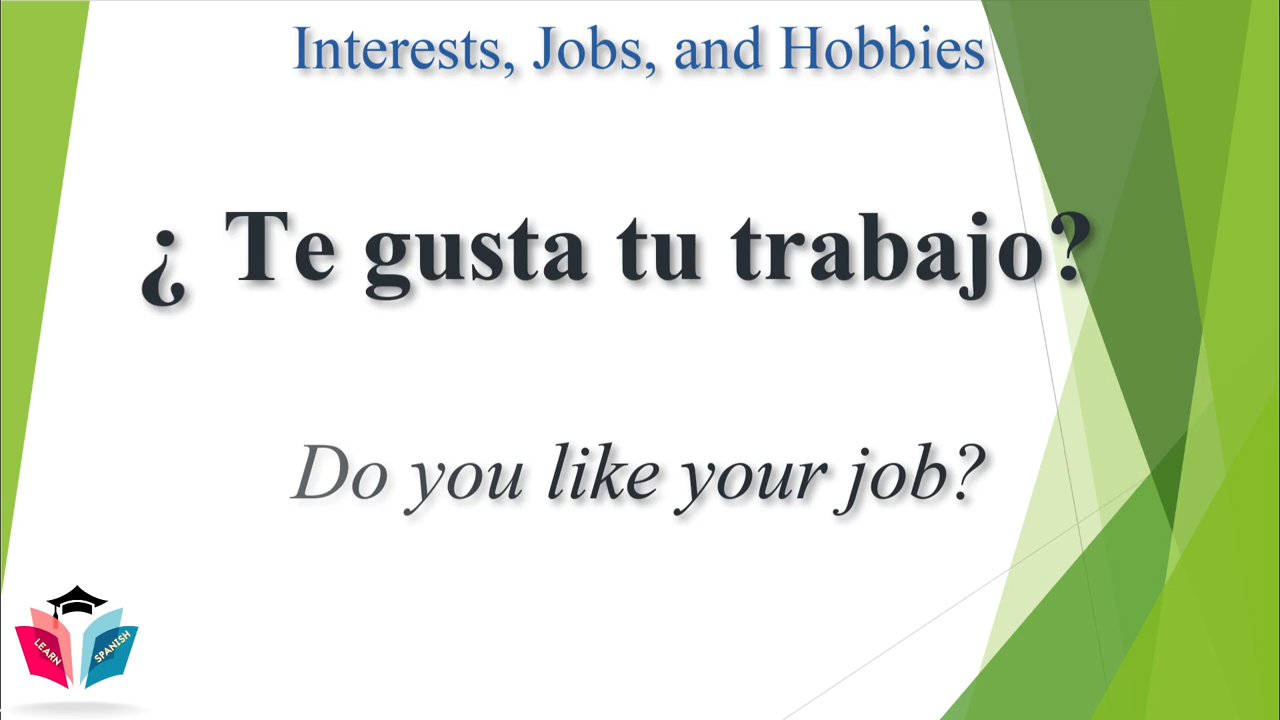 Interests, Jobs, and Hobbies
¿ Te gusta tu trabajo?
Do you like your job?
LEARN SPANISH